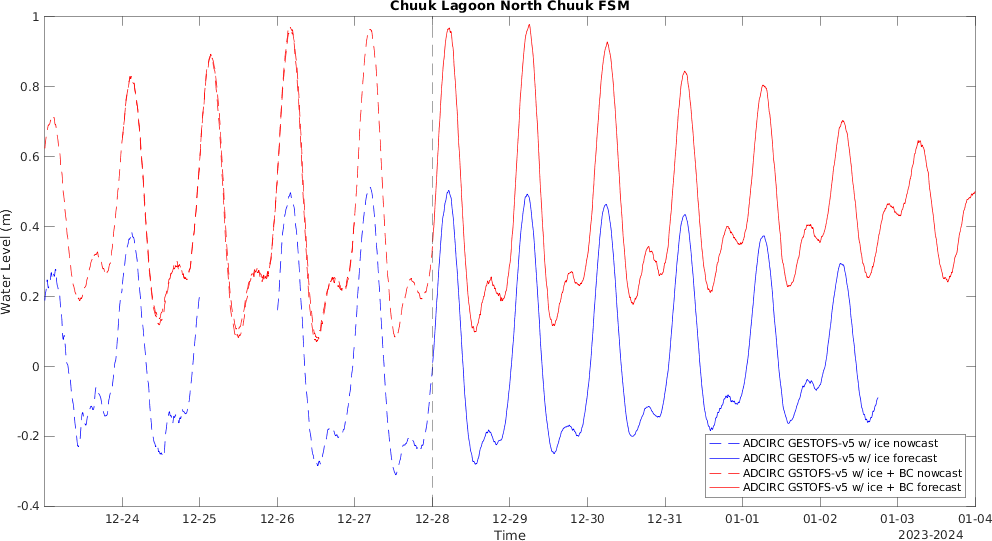 Chuuk Lagoon North Chuuk FSM
Water Level (m)
1
0.8
0.6
0.4
0.2
0
-0.2
-0.4
ADCIRC GESTOFS-v5 w/ ice nowcast
ADCIRC GESTOFS-v5 w/ ice forecast
ADCIRC GSTOFS-v5 w/ ice + BC nowcast
ADCIRC GSTOFS-v5 w/ ice + BC forecast
12-24 12-25 12-26 12-27 12-28 12-29 12-30 12-31 01-01 01-02 01-03 01-04
Time
2023-2024